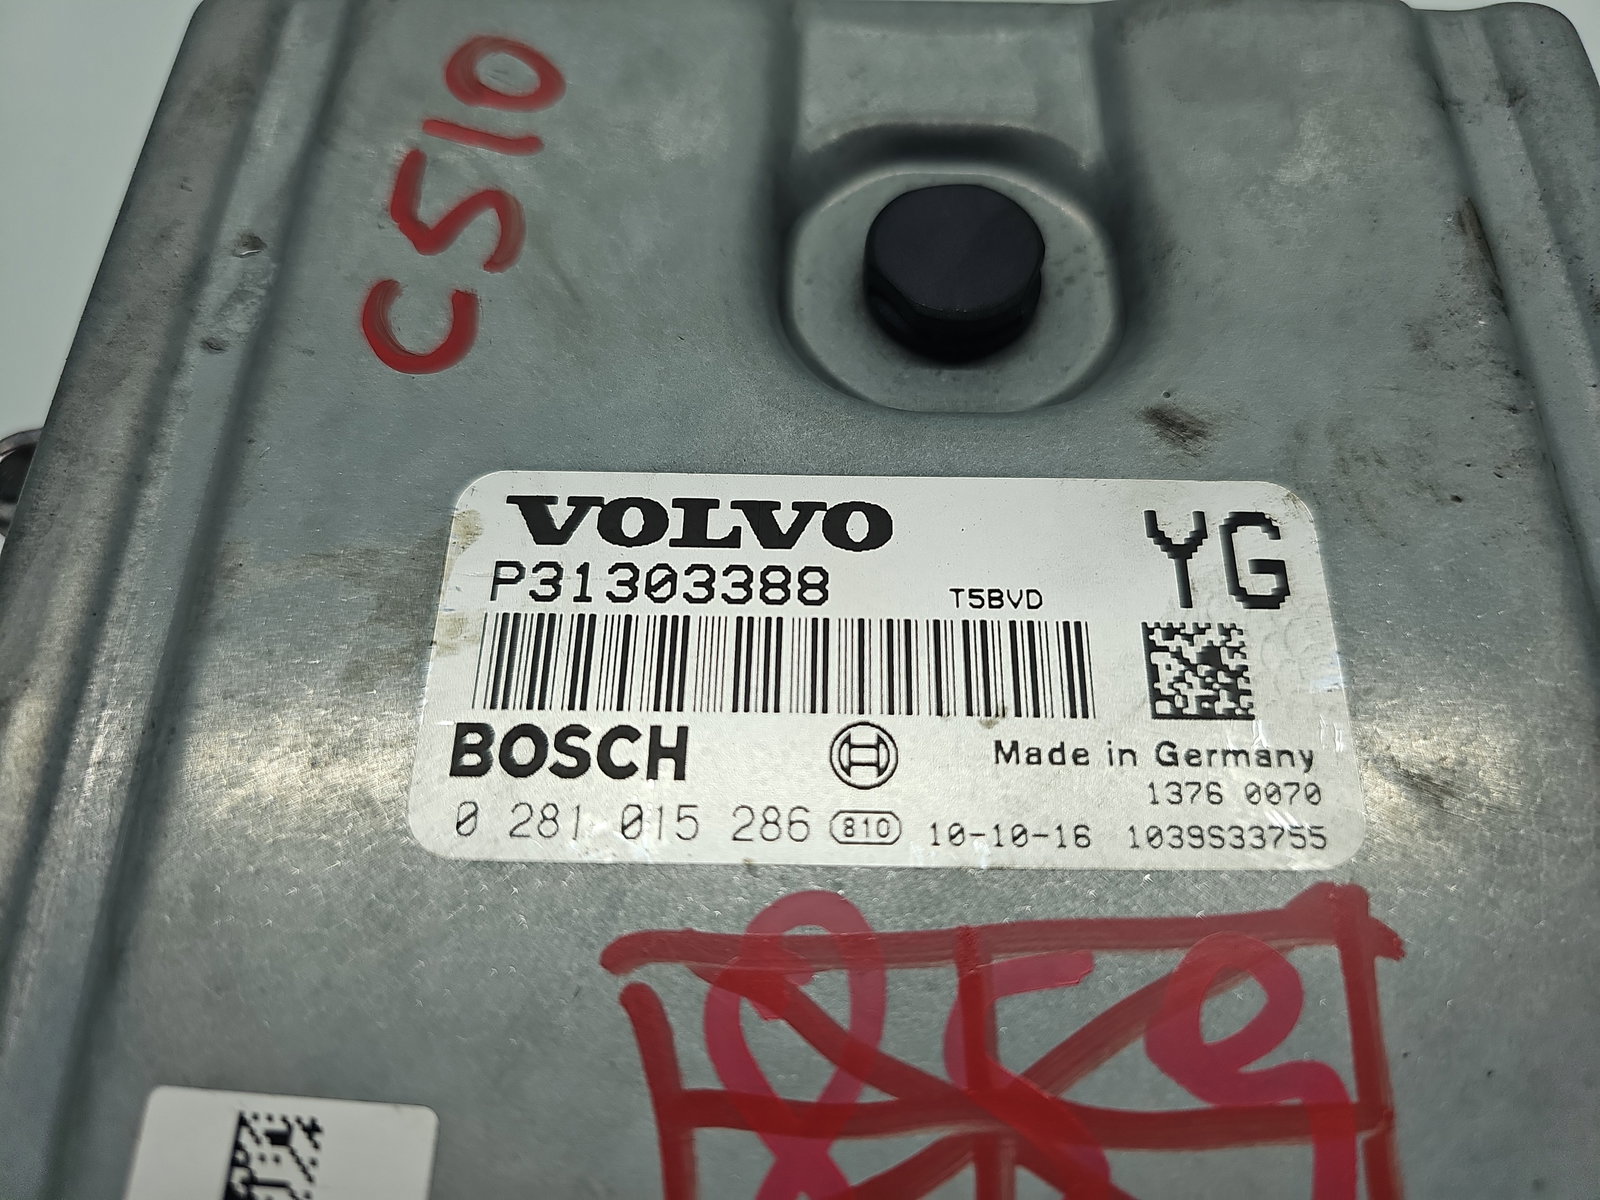 C510
VOLVO
YG
P31303388 T5BVD
BOSCH Made in Germany
1376 0070
0 281 015 286 810 10-10-16 1039S33755